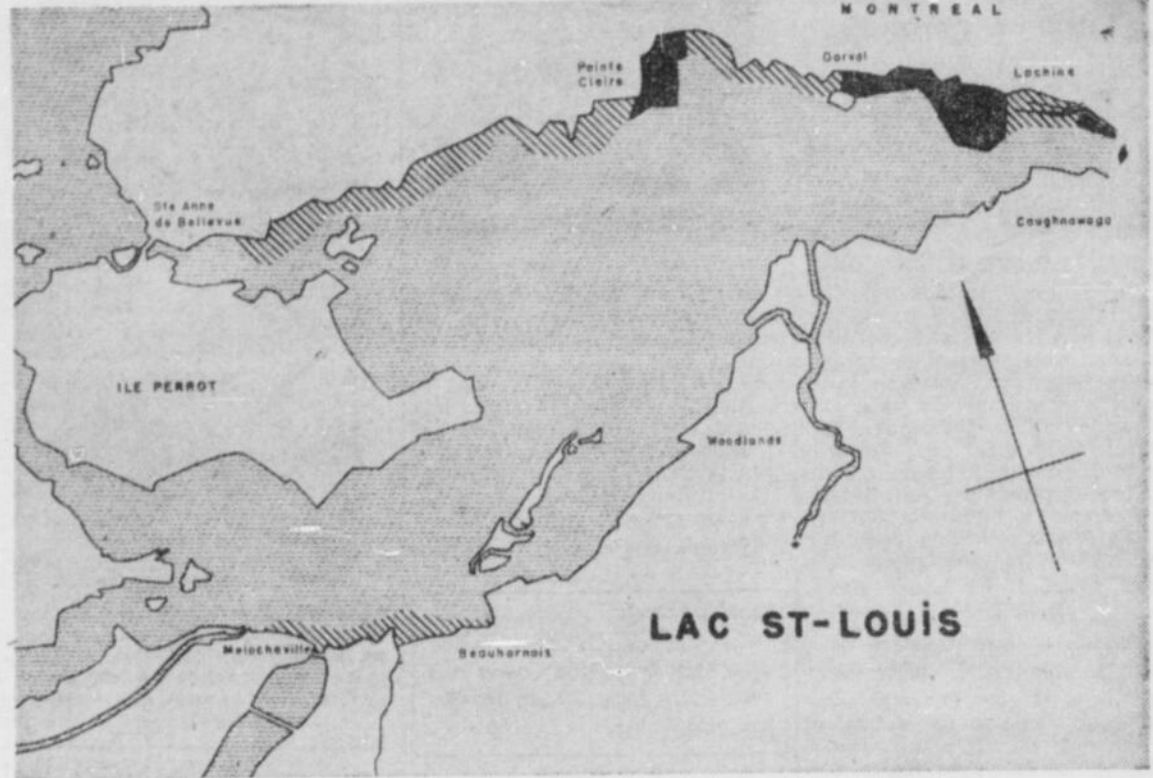 MONTREAL
Pointe
Claire
Dorval
Lachine
Ste Anne
de Bellevue
Caughnawaga
ILE PERROT
Woodlands
LAC ST-LOUiS
Melocheville
Beauharnois